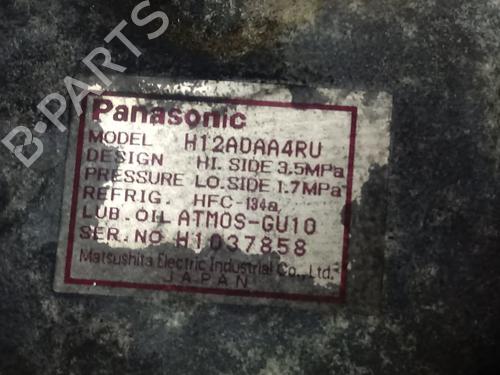 B-PARTS
Panasonic
MODEL H12ADAA4RU
DESIGN HI. SIDE 3.5MPa
PRESSURE LO. SIDE 1.7MPa
REFRIG. HFC-134a
LUB. OIL ATMOS-GU10
SER. NO H1037858
Matsushita Electric Industrial Co., Ltd.
JAPAN